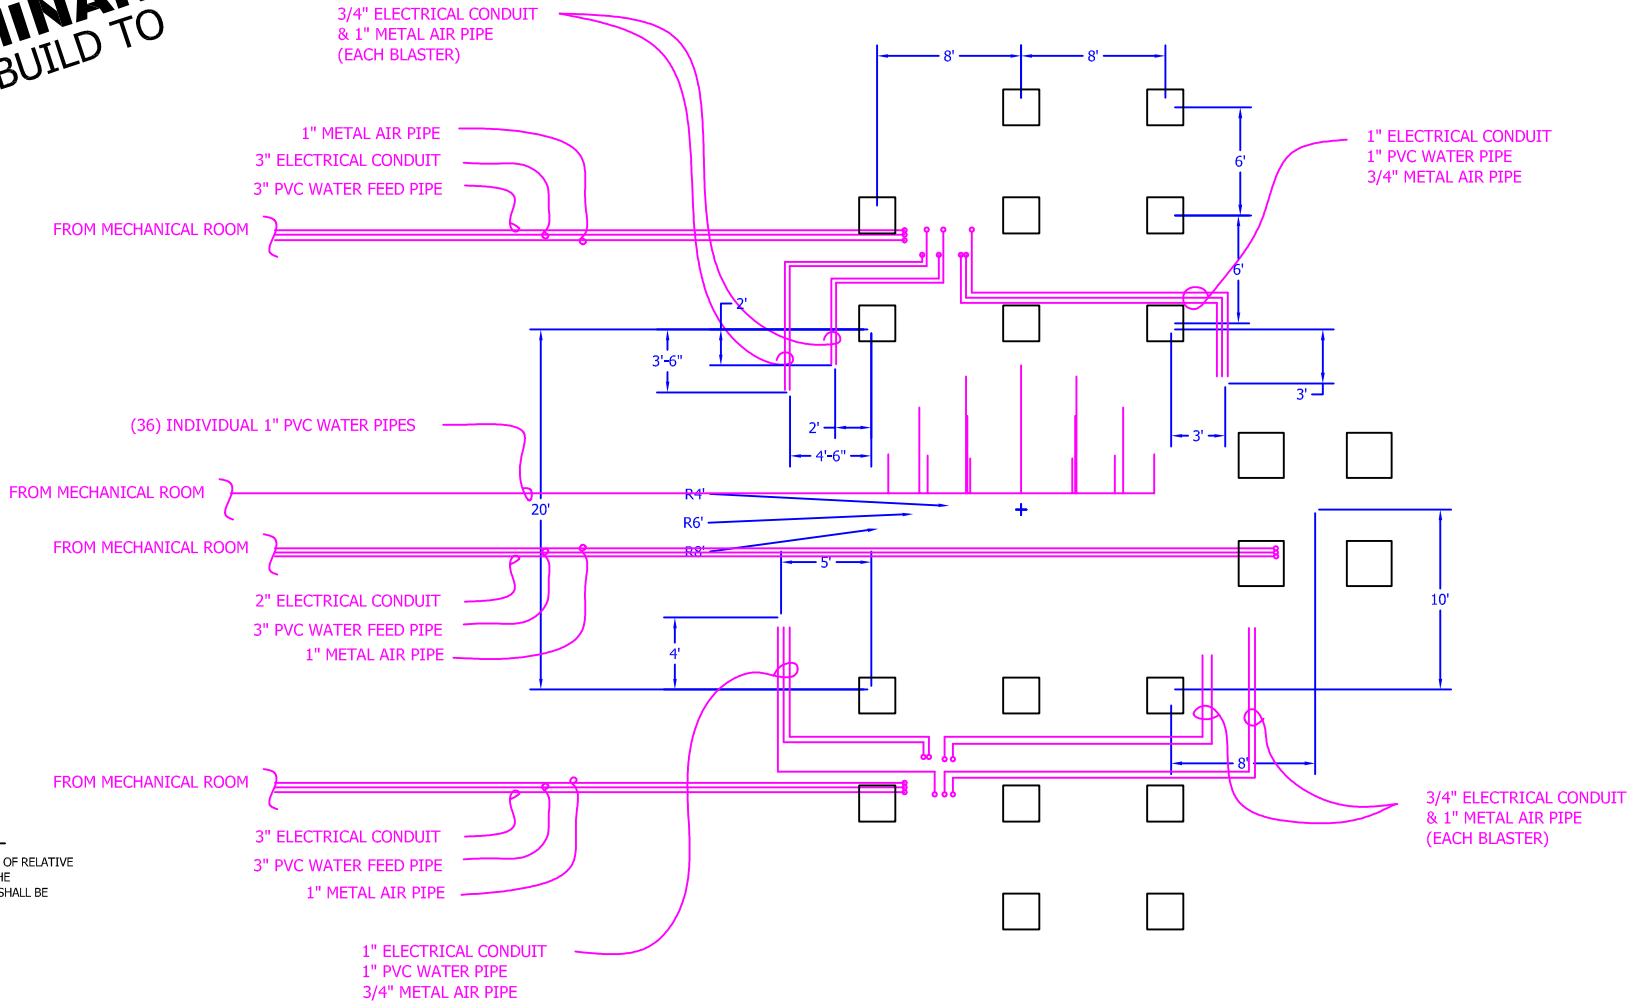 BUILD TO
3/4" ELECTRICAL CONDUIT
& 1" METAL AIR PIPE
(EACH BLASTER)
8'
8'
1" METAL AIR PIPE
3" ELECTRICAL CONDUIT
3" PVC WATER FEED PIPE
FROM MECHANICAL ROOM
1" ELECTRICAL CONDUIT
1" PVC WATER PIPE
3/4" METAL AIR PIPE
6'
6'
2'
3'-6"
3'
2'
4'-6"
3'
(36) INDIVIDUAL 1" PVC WATER PIPES
FROM MECHANICAL ROOM
20'
R4'
R6'
R8'
FROM MECHANICAL ROOM
5'
2" ELECTRICAL CONDUIT
3" PVC WATER FEED PIPE
1" METAL AIR PIPE
4'
10'
8'
FROM MECHANICAL ROOM
3" ELECTRICAL CONDUIT
3" PVC WATER FEED PIPE
1" METAL AIR PIPE
3/4" ELECTRICAL CONDUIT
& 1" METAL AIR PIPE
(EACH BLASTER)
OF RELATIVE
SHALL BE
1" ELECTRICAL CONDUIT
1" PVC WATER PIPE
3/4" METAL AIR PIPE